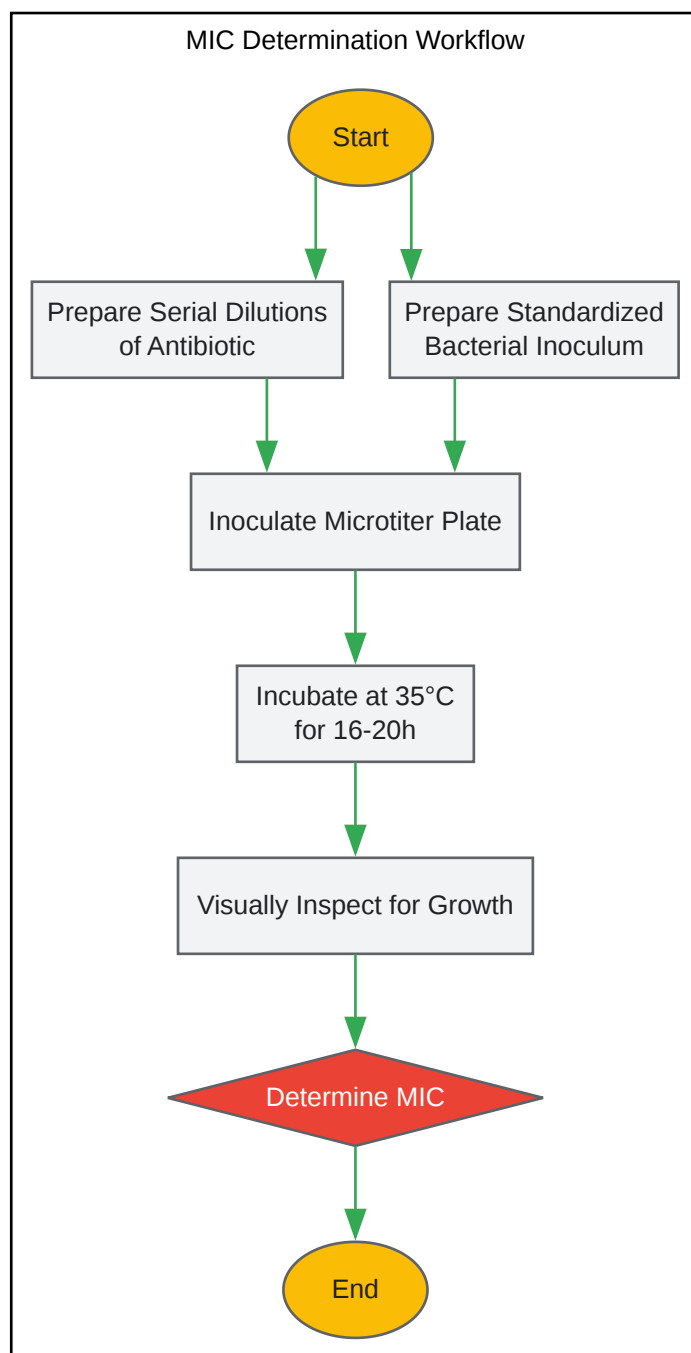 MIC Determination Workflow
Start
Prepare Serial Dilutions
of Antibiotic
Prepare Standardized
Bacterial Inoculum
Inoculate Microtiter Plate
Incubate at 35°C
for 16-20h
Visually Inspect for Growth
Determine MIC
End